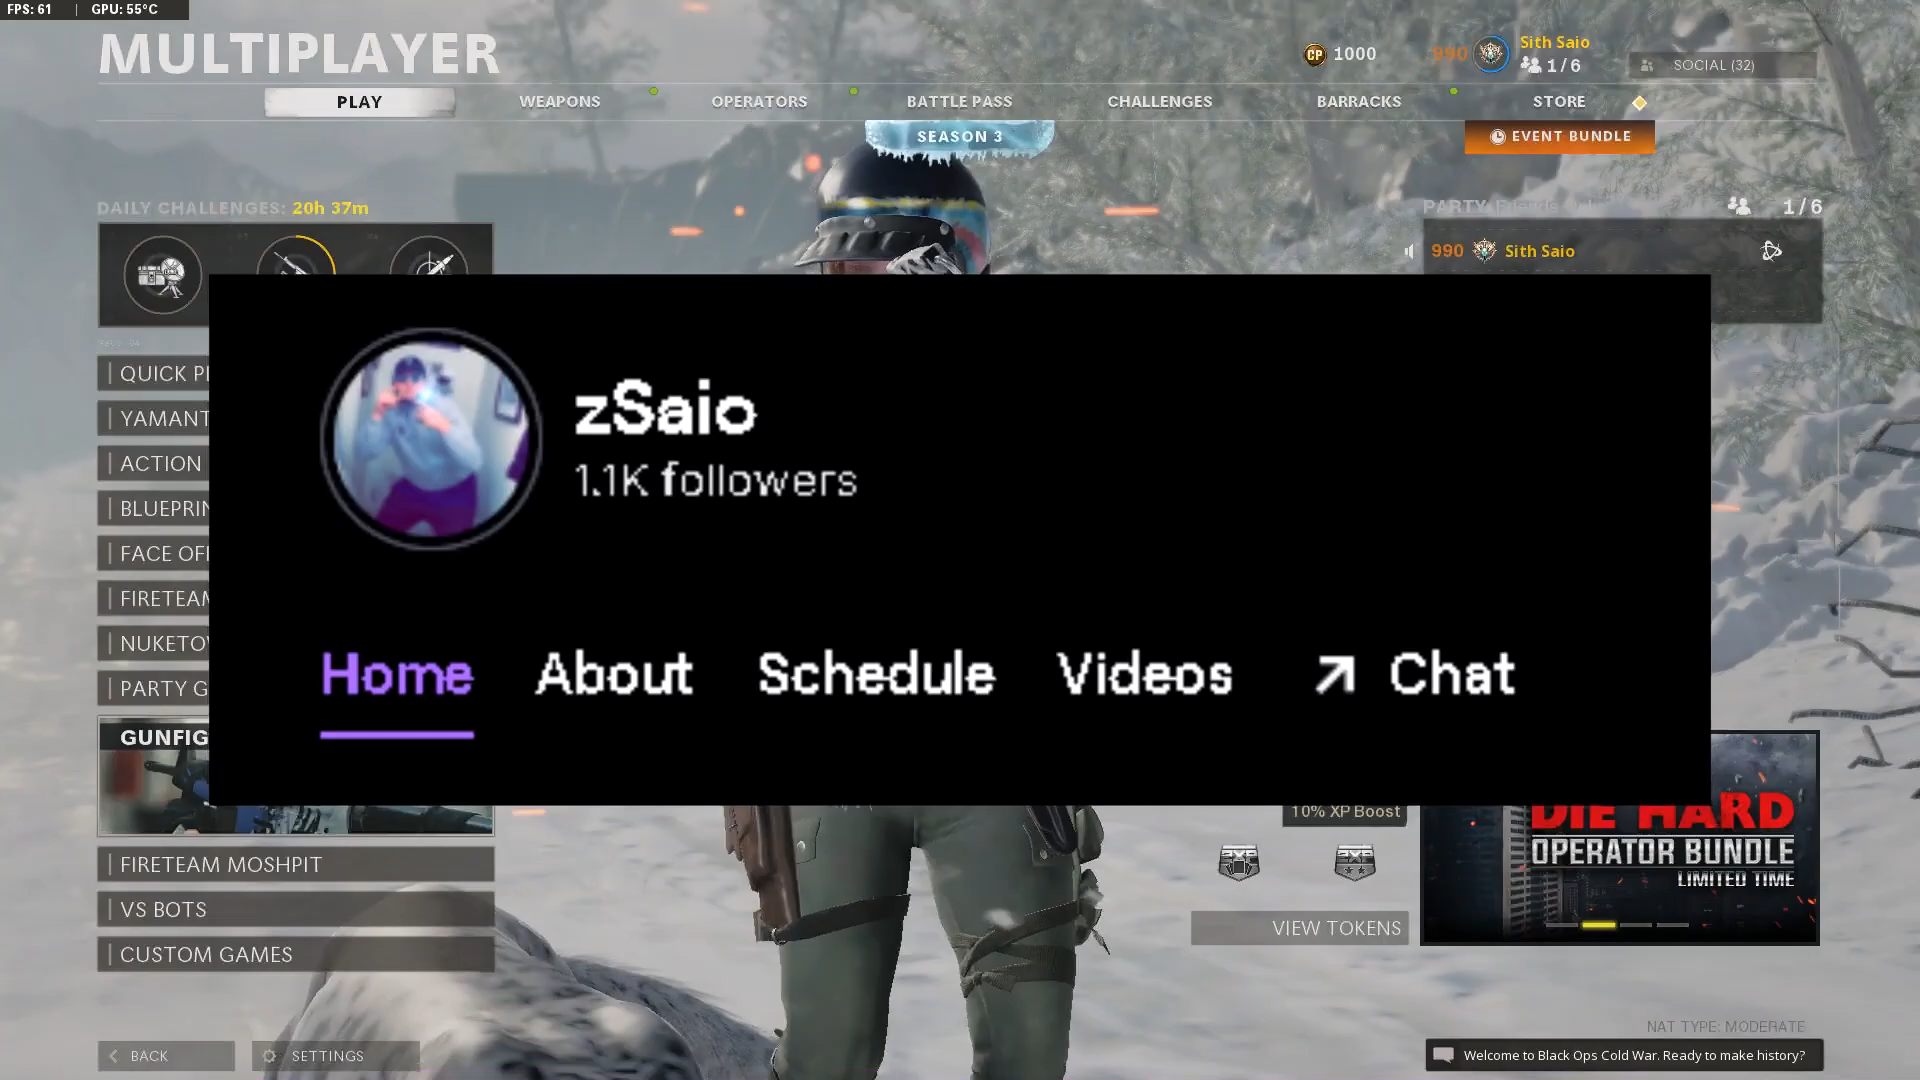 FPS: 61 | GPU: 55°C
MULTIPLAYER
CP 1000
990 Sith Saio
1/6
SOCIAL (32)
PLAY
WEAPONS
OPERATORS
BATTLE PASS
CHALLENGES
BARRACKS
STORE
SEASON 3
EVENT BUNDLE
DAILY CHALLENGES: 20h 37m
PARTY 1/6
990 Sith Saio
QUICK P
YAMANT
ACTION
BLUEPRIN
FACE OF
FIRETEAM
NUKETO
PARTY G
GUNFIG
zSaio
1.1K followers
Home
About
Schedule
Videos
Chat
FIRETEAM MOSHPIT
VS BOTS
CUSTOM GAMES
10% XP Boost
VIEW TOKENS
DIE HARD
OPERATOR BUNDLE
LIMITED TIME
BACK
SETTINGS
NAT TYPE: MODERATE
Welcome to Black Ops Cold War. Ready to make history?